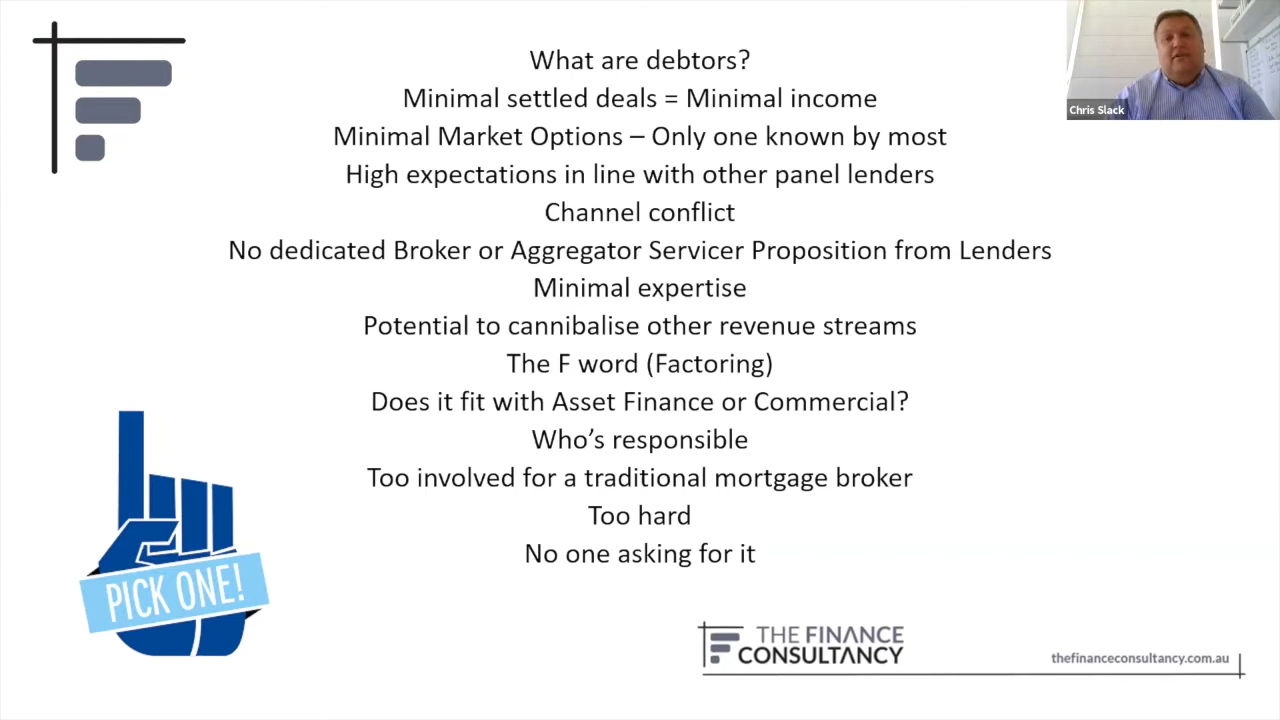 What are debtors?
Minimal settled deals = Minimal income
Minimal Market Options – Only one known by most
High expectations in line with other panel lenders
Channel conflict
No dedicated Broker or Aggregator Servicer Proposition from Lenders
Minimal expertise
Potential to cannibalise other revenue streams
The F word (Factoring)
Does it fit with Asset Finance or Commercial?
Who’s responsible
Too involved for a traditional mortgage broker
Too hard
No one asking for it
Chris Slack
PICK ONE!
THE FINANCE
CONSULTANCY
thefinanceconsultancy.com.au